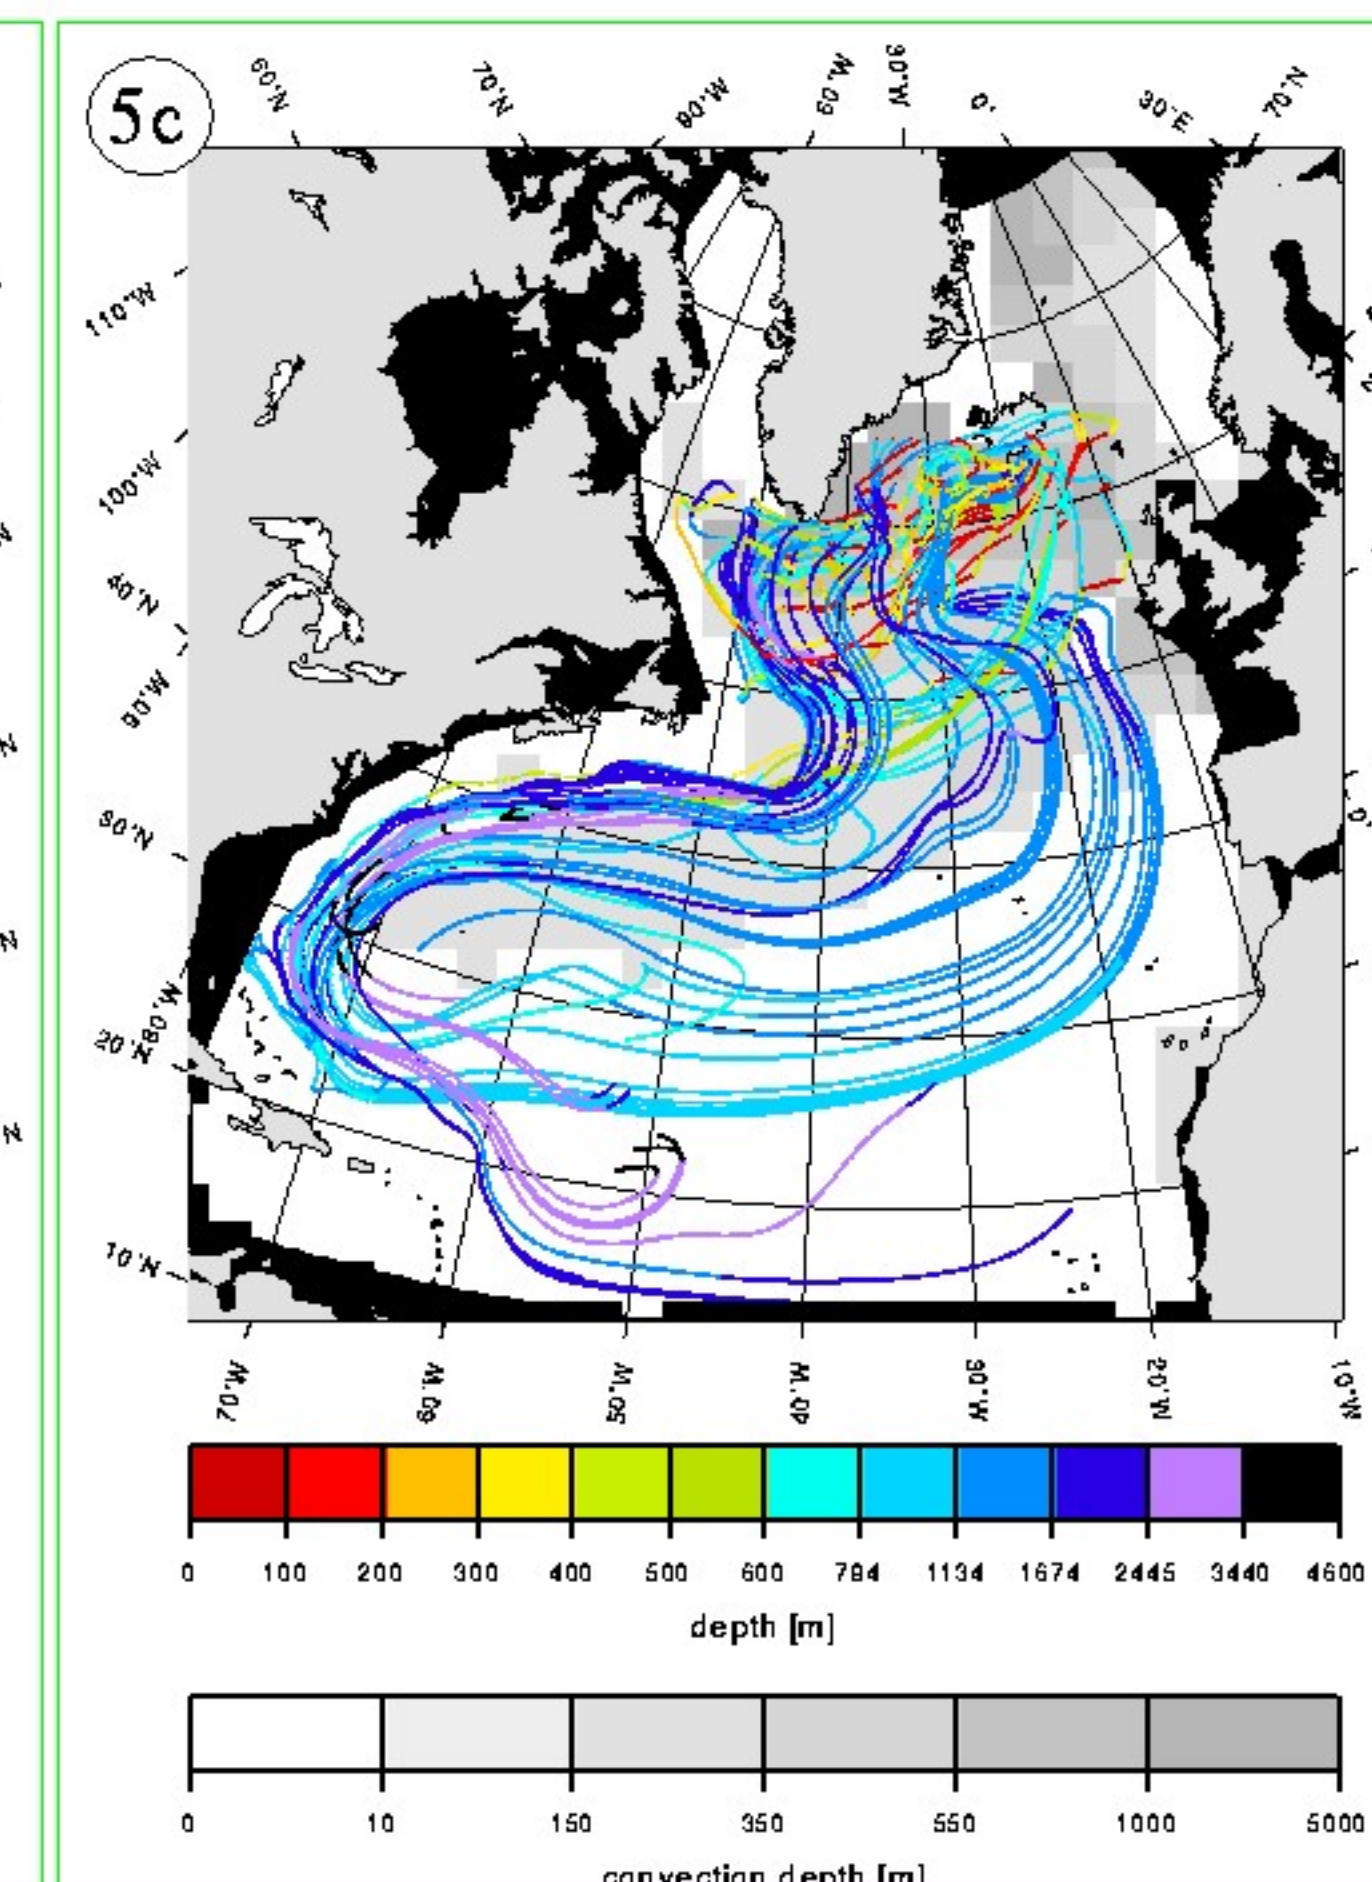 5c
60°N 70°N 80°W 60°W 30°W 0° 30°E 70°N
110°W
100°W
40°N
90°W
30°N
80°W
20°N
10°N
70°W 60°W 50°W 40°W 30°W 20°W 10°W
0 100 200 300 400 500 600 784 1134 1674 2445 3440 4600
depth [m]
0 10 150 350 550 1000 5000
convection depth [m]